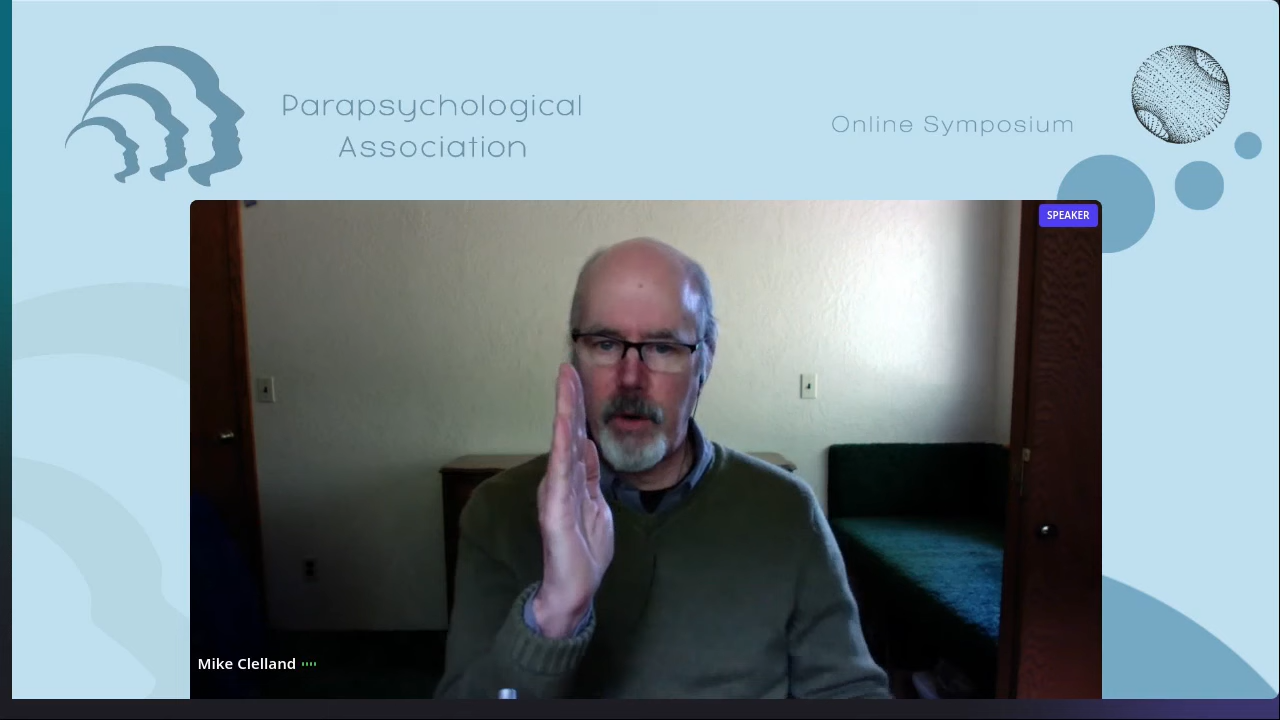 Parapsychological
Association
Online Symposium
SPEAKER
Mike Clelland